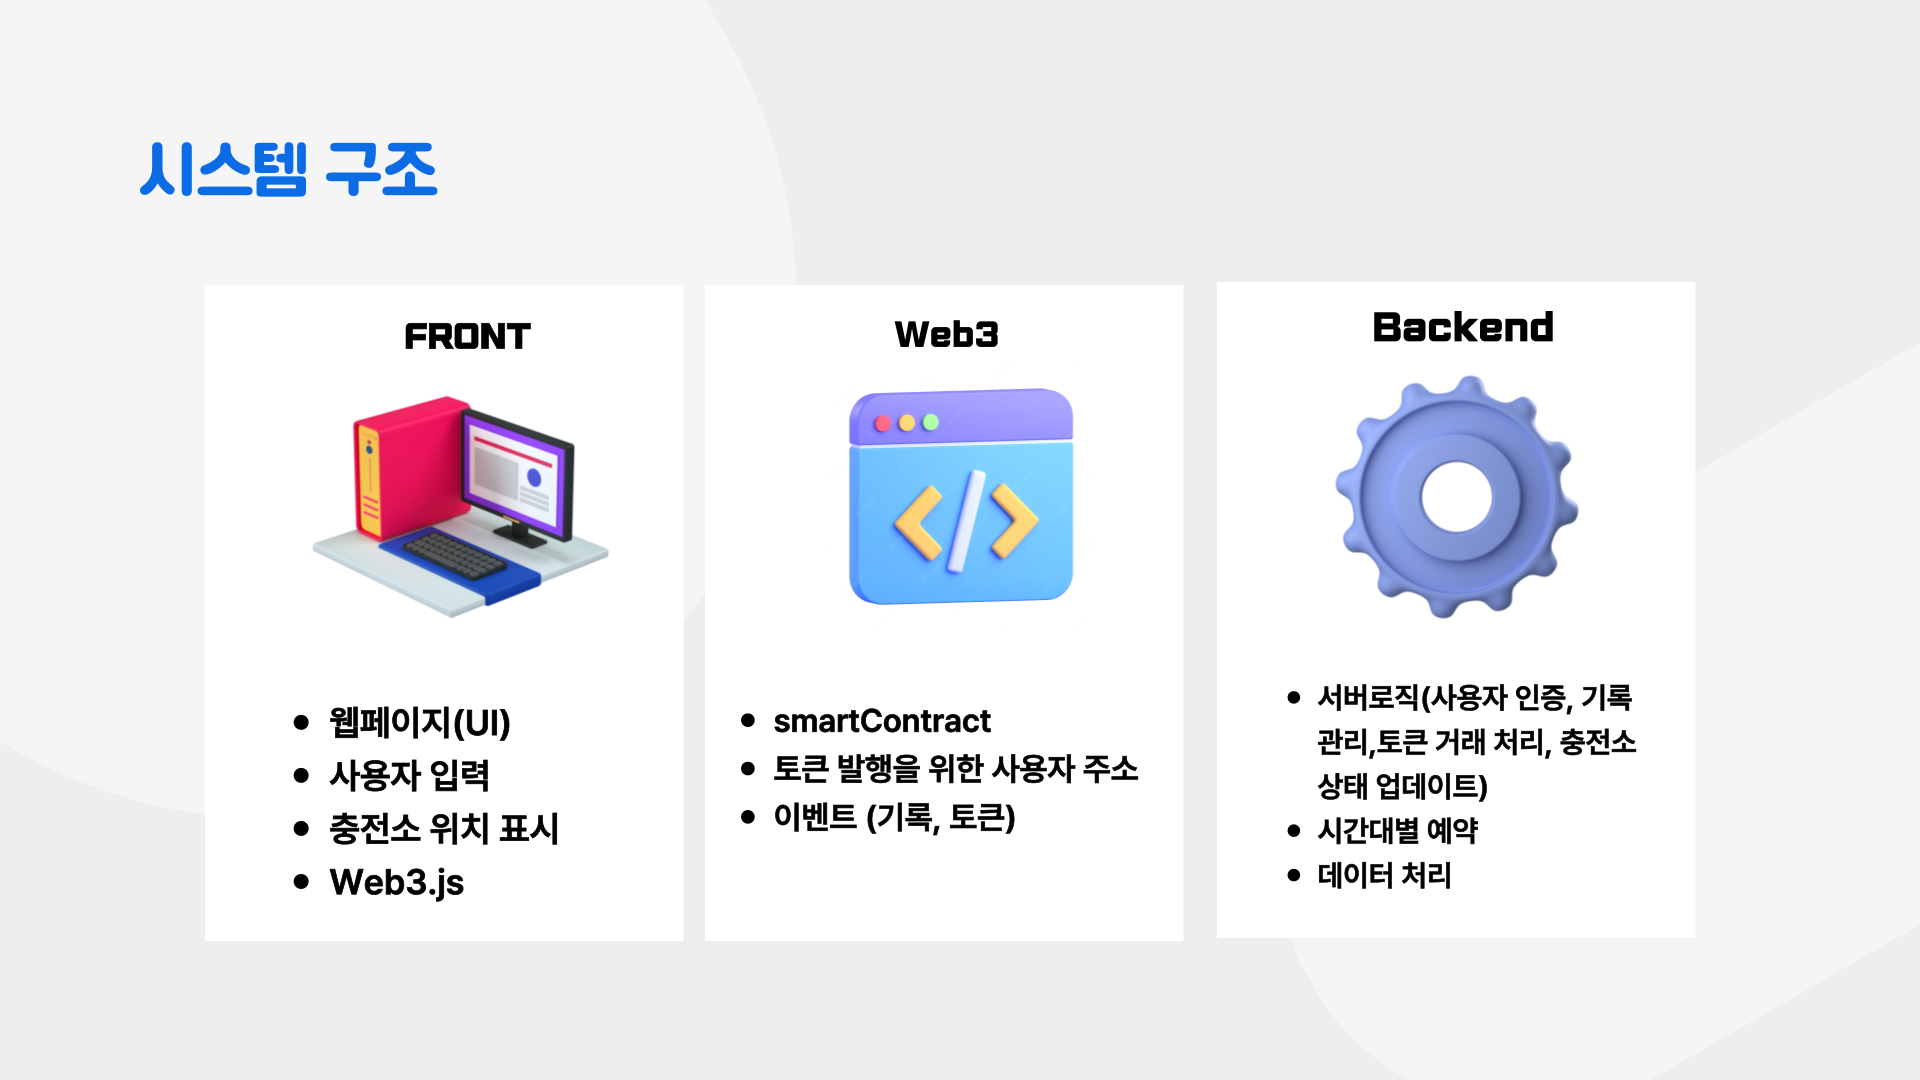 시스템 구조
FRONT
웹페이지(UI)
사용자 입력
충전소 위치 표시
Web3.js
Web3
smartContract
토큰 발행을 위한 사용자 주소
이벤트 (기록, 토큰)
Backend
서버로직(사용자 인증, 기록
관리,토큰 거래 처리, 충전소
상태 업데이트)
시간대별 예약
데이터 처리